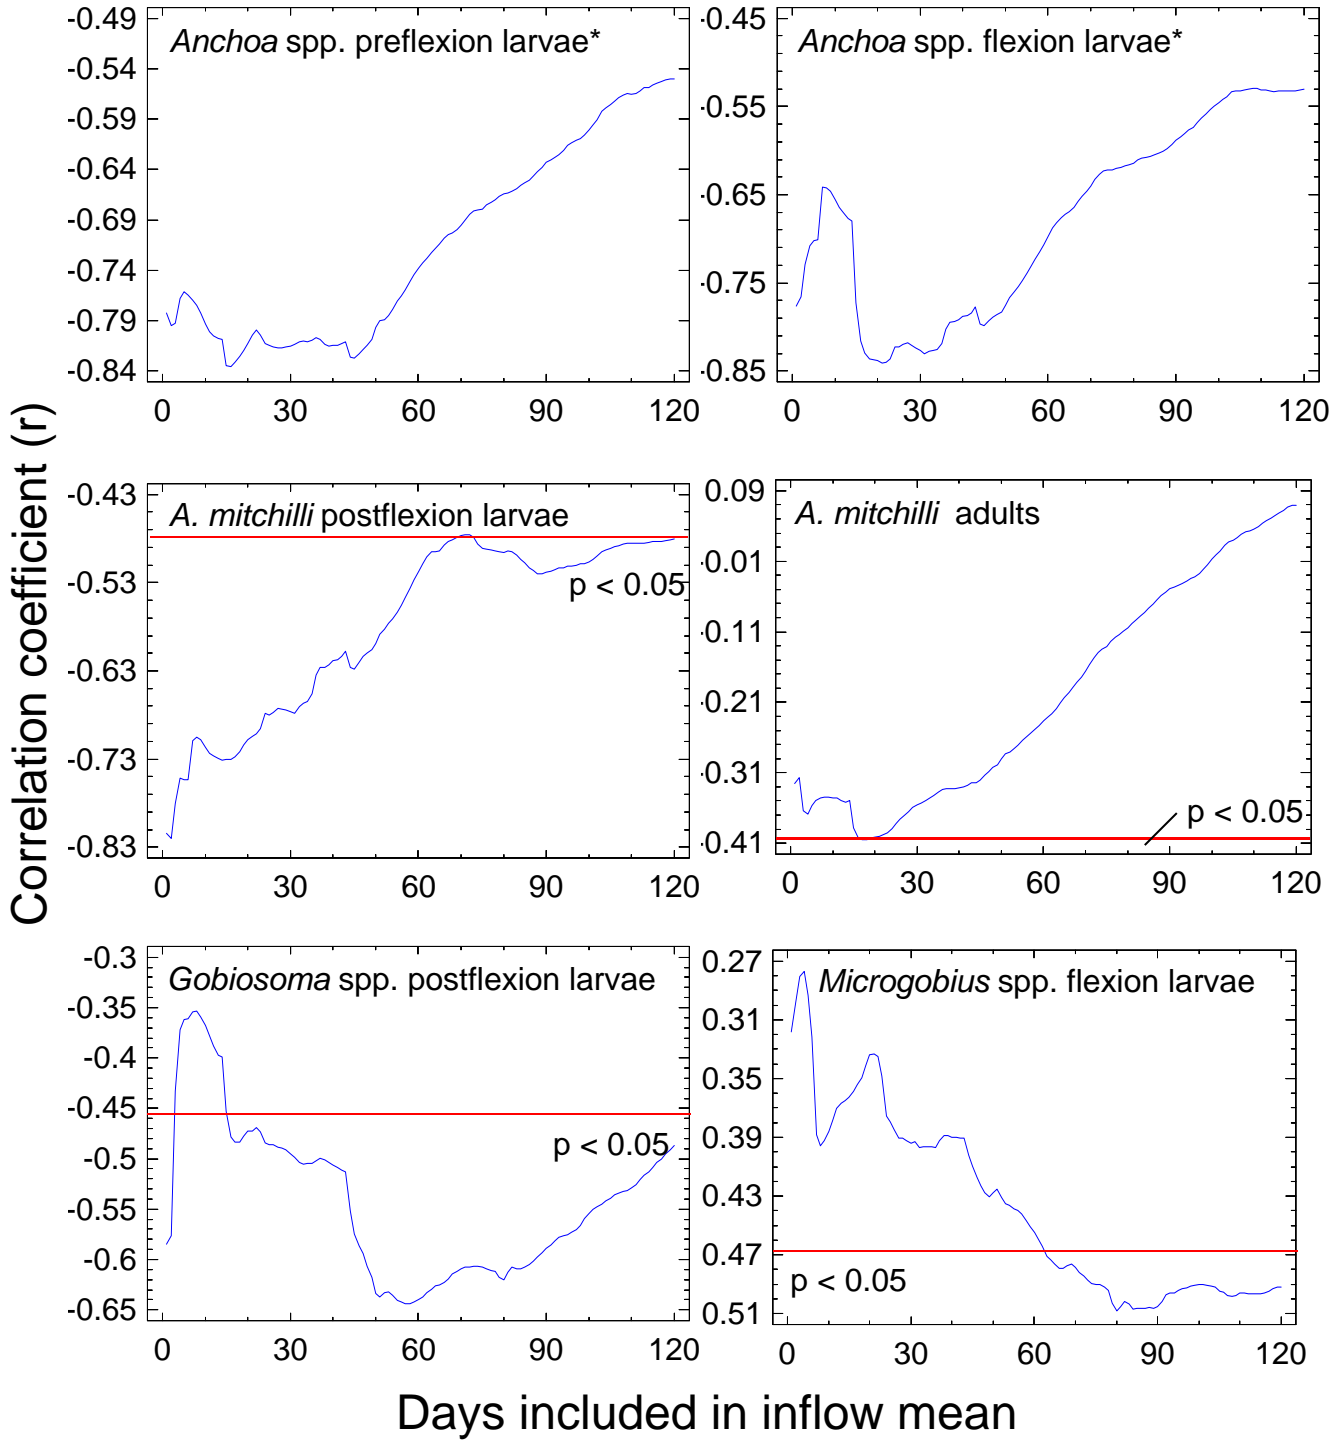 Correlation coefficient (r)
Anchoa spp. preflexion larvae*
-0.49
-0.54
-0.59
-0.64
-0.69
-0.74
-0.79
-0.84
0 30 60 90 120
Anchoa spp. flexion larvae*
-0.45
-0.55
-0.65
-0.75
-0.85
0 30 60 90 120
A. mitchilli postflexion larvae
-0.43
-0.53
-0.63
-0.73
-0.83
p < 0.05
0 30 60 90 120
A. mitchilli adults
0.09
-0.01
-0.11
-0.21
-0.31
-0.41
p < 0.05
0 30 60 90 120
Gobiosoma spp. postflexion larvae
-0.3
-0.35
-0.4
-0.45
-0.5
-0.55
-0.6
-0.65
p < 0.05
0 30 60 90 120
Microgobius spp. flexion larvae
0.27
0.31
0.35
0.39
0.43
0.47
0.51
p < 0.05
0 30 60 90 120
Days included in inflow mean